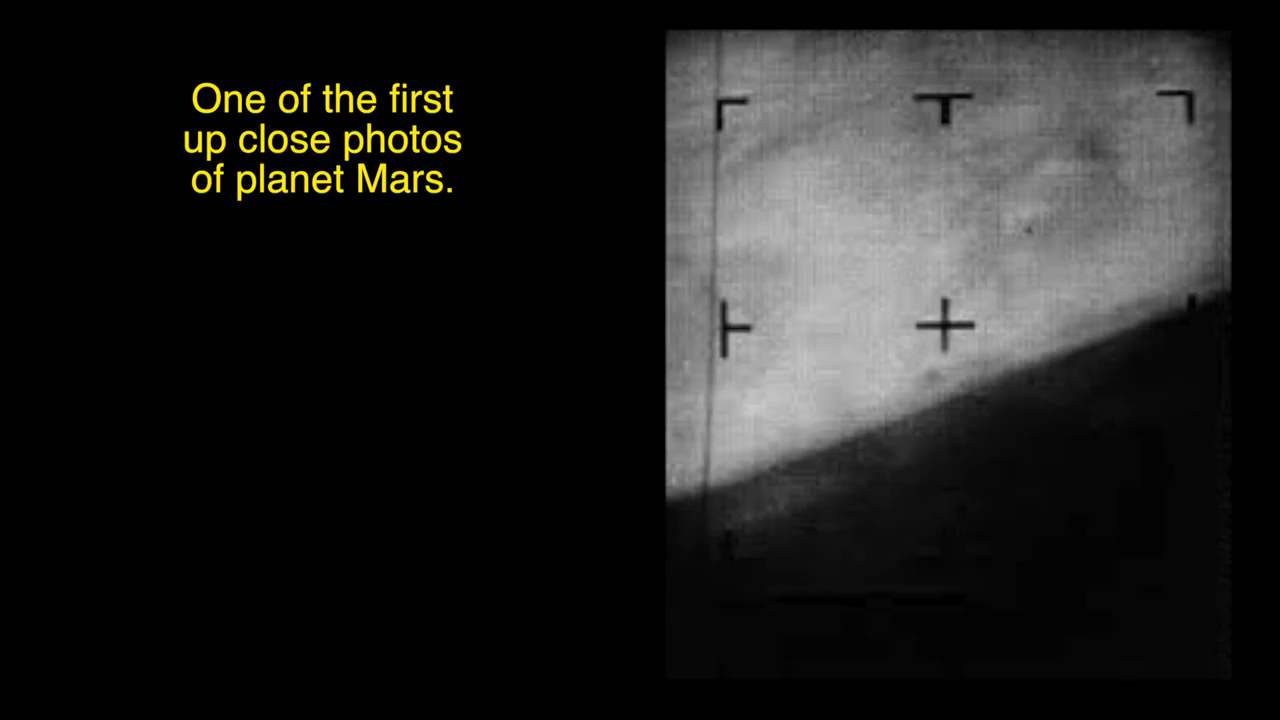 One of the first
up close photos
of planet Mars.